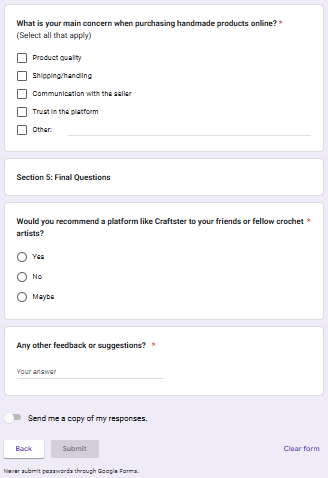 What is your main concern when purchasing handmade products online? *
(Select all that apply)
Product quality
Shipping/handling
Communication with the seller
Trust in the platform
Other:
Section 5: Final Questions
Would you recommend a platform like Craftster to your friends or fellow crochet *
artists?
Yes
No
Maybe
Any other feedback or suggestions? *
Your answer
Send me a copy of my responses.
Back
Submit
Clear form
Never submit passwords through Google Forms.